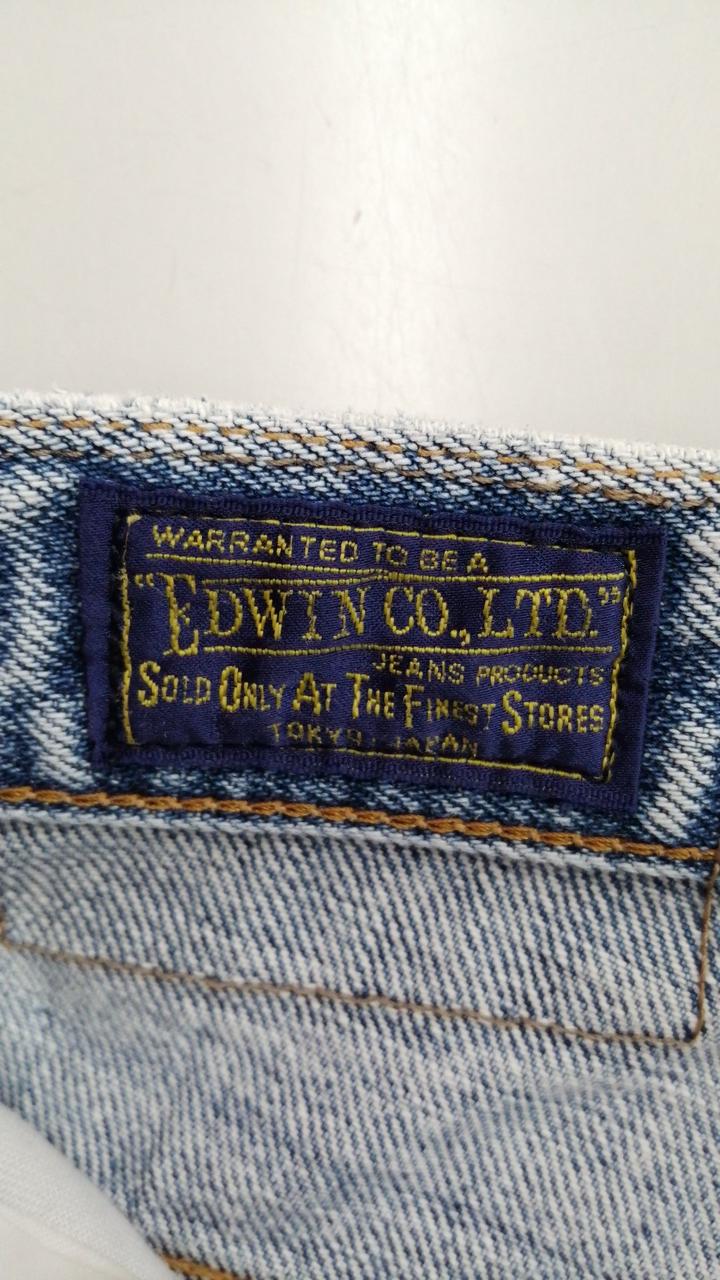 WARRANTED TO BE A
"EDWIN CO., LTD."
JEANS PRODUCTS
SOLD ONLY AT THE FINEST STORES
TOKYO, JAPAN